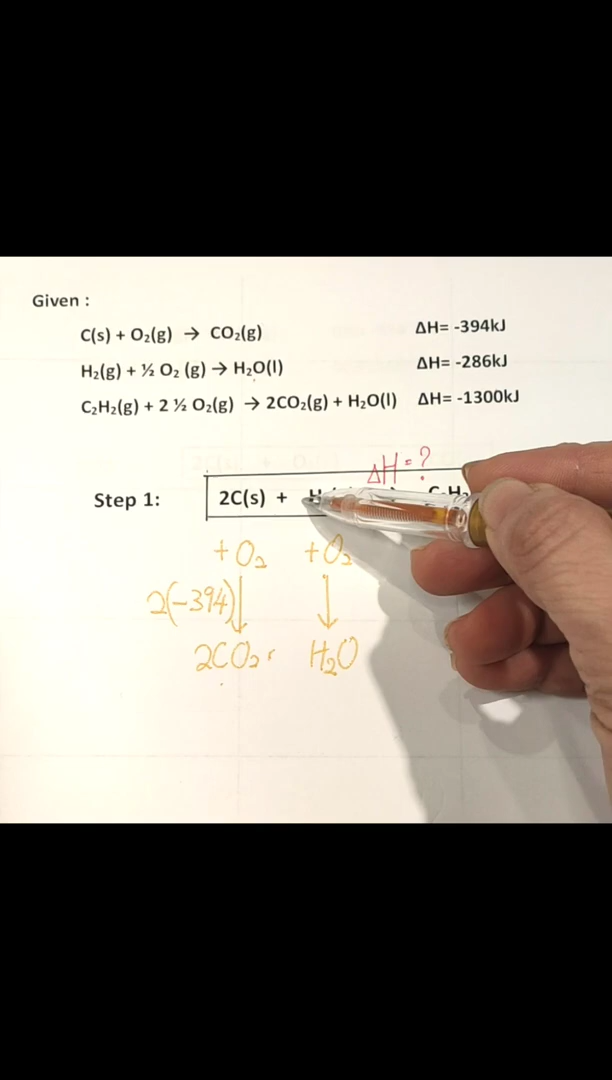 Given :
C(s) + O₂(g) → CO₂(g) ΔH= -394kJ
H₂(g) + ½ O₂ (g) → H₂O(l) ΔH= -286kJ
C₂H₂(g) + 2 ½ O₂(g) → 2CO₂(g) + H₂O(l) ΔH= -1300kJ
ΔH=?
Step 1: 2C(s) +
+O₂ +O₂
2(-394)↓ ↓
2CO₂ H₂O